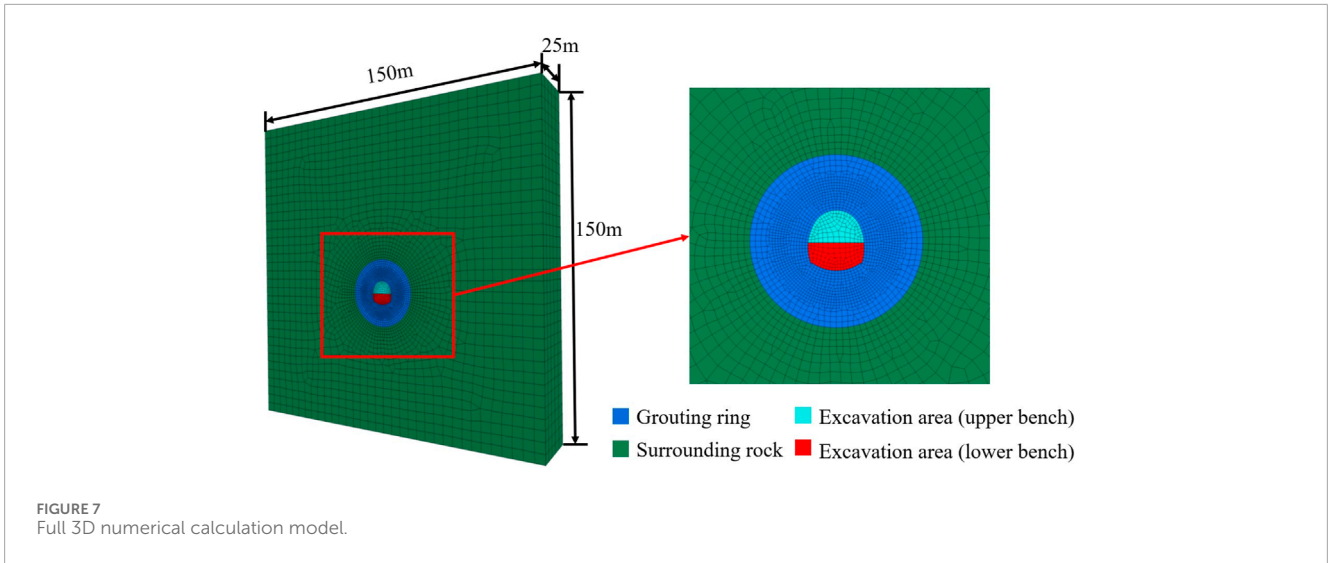 25m
150m
150m
Grouting ring
Excavation area (upper bench)
Surrounding rock
Excavation area (lower bench)
FIGURE 7
Full 3D numerical calculation model.